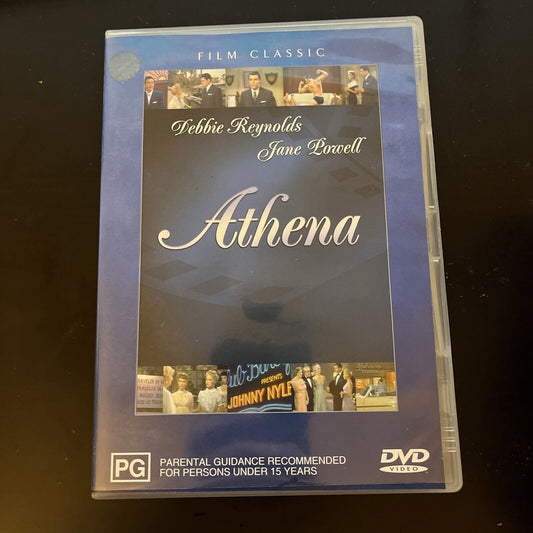 FILM CLASSIC
Debbie Reynolds
Jane Powell
Athena
PRESENTS
JOHNNY NYLE
PG
PARENTAL GUIDANCE RECOMMENDED
FOR PERSONS UNDER 15 YEARS
DVD
VIDEO